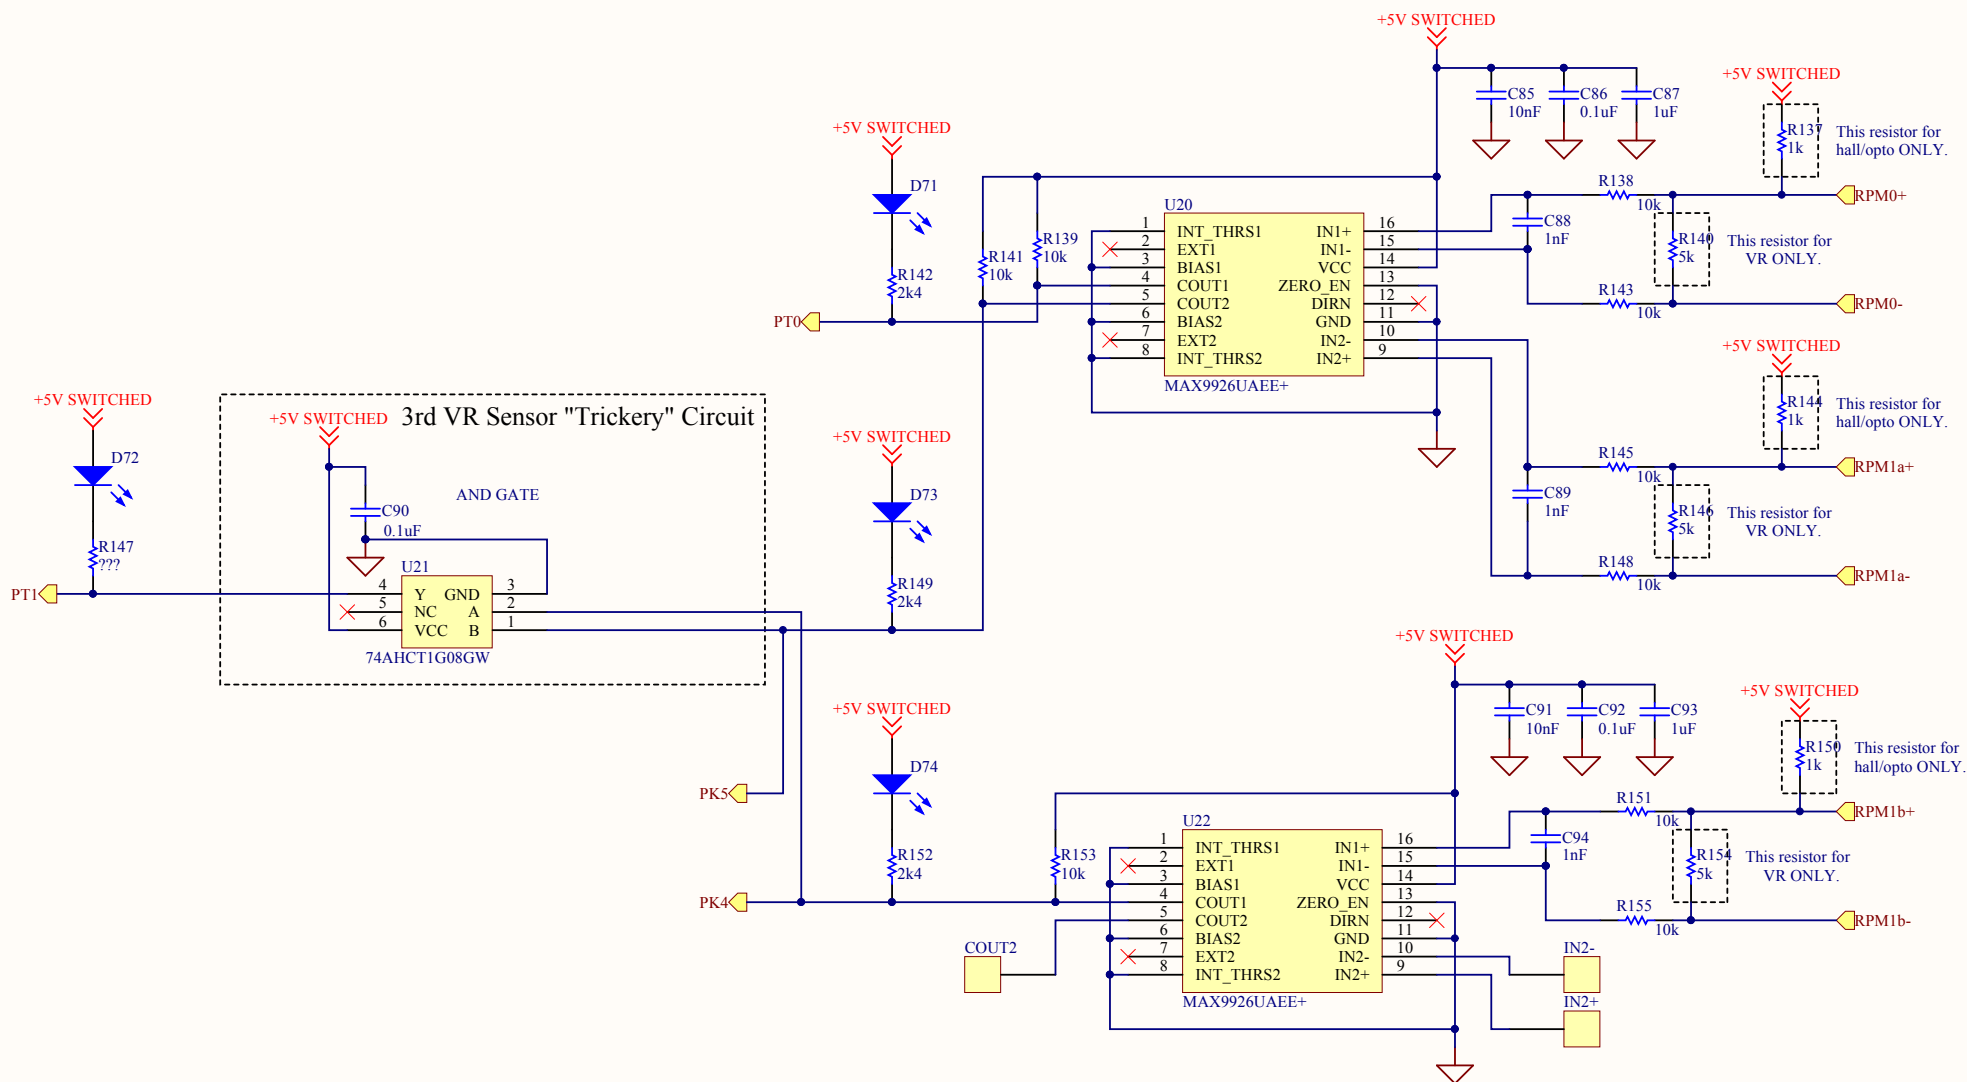 +5V SWITCHED
C85
10nF
C86
0.1uF
C87
1uF
+5V SWITCHED
R137
1k
This resistor for
hall/opto ONLY.
+5V SWITCHED
D71
R142
2k4
PT0
R141
10k
R139
10k
U20
1 INT_THRS1 IN1+ 16
2 EXT1 IN1- 15
3 BIAS1 VCC 14
4 COUT1 ZERO_EN 13
5 COUT2 DIRN 12
6 BIAS2 GND 11
7 EXT2 IN2- 10
8 INT_THRS2 IN2+ 9
MAX9926UAEE+
C88
1nF
R138
10k
RPM0+
R140
5k
This resistor for
VR ONLY.
R143
10k
RPM0-
+5V SWITCHED
R144
1k
This resistor for
hall/opto ONLY.
C89
1nF
R145
10k
RPM1a+
R146
5k
This resistor for
VR ONLY.
R148
10k
RPM1a-
+5V SWITCHED
D72
R147
???
PT1
+5V SWITCHED
3rd VR Sensor "Trickery" Circuit
AND GATE
C90
0.1uF
U21
4 Y GND 3
5 NC A 2
6 VCC B 1
74AHCT1G08GW
+5V SWITCHED
D73
R149
2k4
+5V SWITCHED
D74
R152
2k4
PK5
PK4
+5V SWITCHED
C91
10nF
C92
0.1uF
C93
1uF
+5V SWITCHED
R150
1k
This resistor for
hall/opto ONLY.
R153
10k
U22
1 INT_THRS1 IN1+ 16
2 EXT1 IN1- 15
3 BIAS1 VCC 14
4 COUT1 ZERO_EN 13
5 COUT2 DIRN 12
6 BIAS2 GND 11
7 EXT2 IN2- 10
8 INT_THRS2 IN2+ 9
MAX9926UAEE+
C94
1nF
R151
10k
RPM1b+
R154
5k
This resistor for
VR ONLY.
R155
10k
RPM1b-
COUT2
IN2-
IN2+